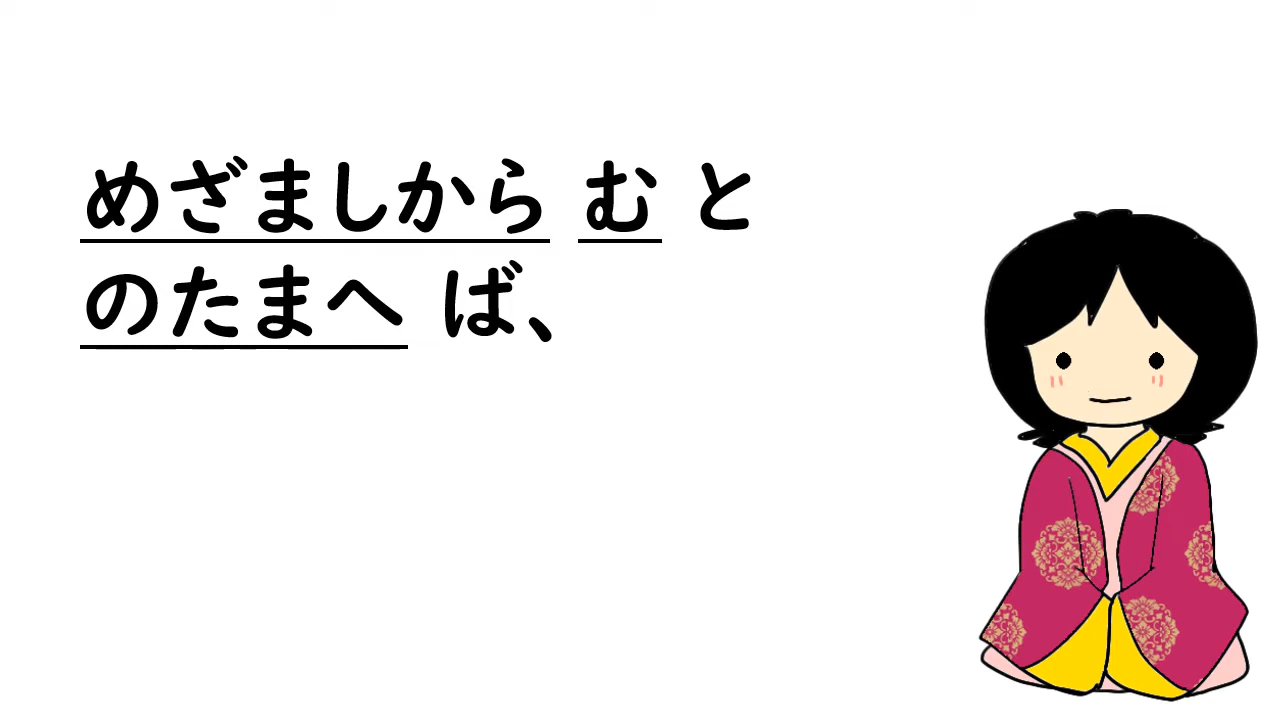 めざましから む と
のたまへ ば、